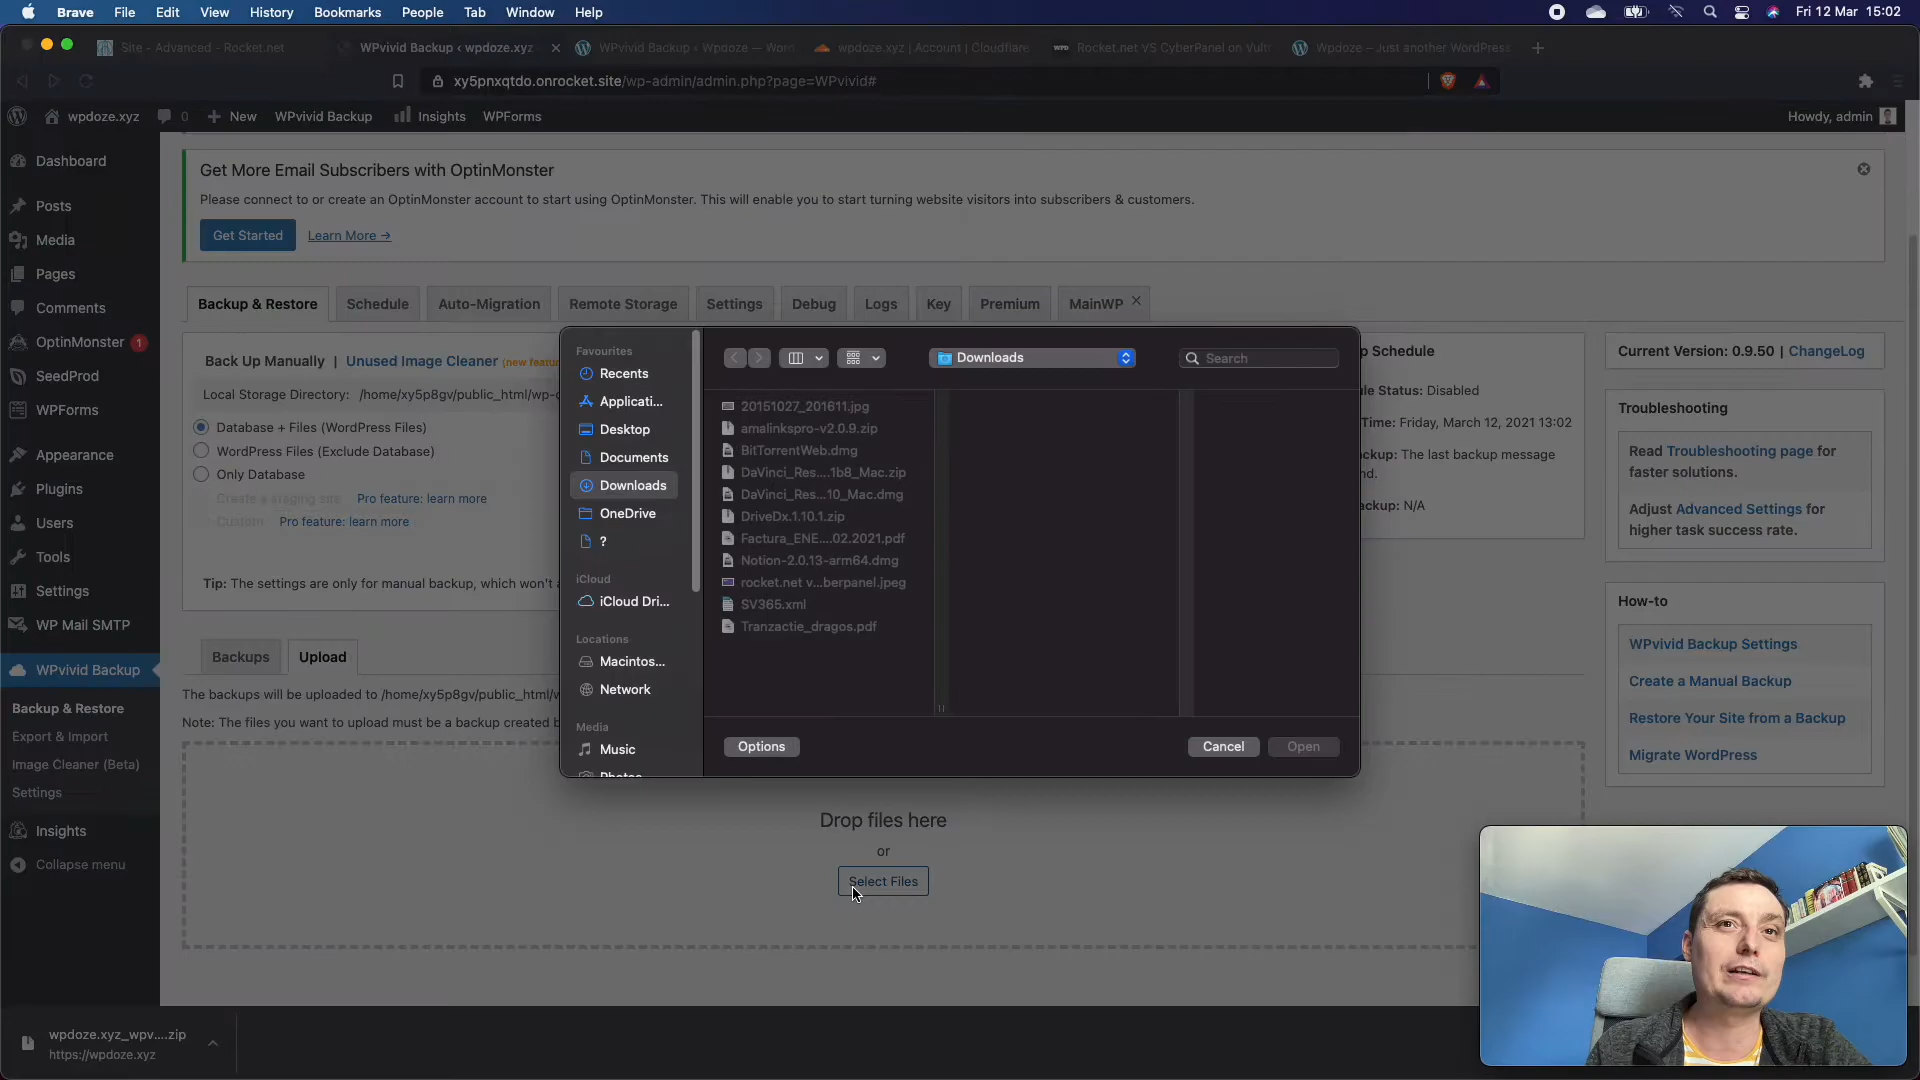 Brave File Edit View History Bookmarks People Tab Window Help
Fri 12 Mar 15:02
Site - Advanced - Rocket.net
WPvivid Backup ‹ wpdoze.xyz
WPvivid Backup ‹ Wpdoze — Word
wpdoze.xyz | Account | Cloudflare
Rocket.net VS CyberPanel on Vultr
Wpdoze – Just another WordPress
xy5pnxqtdo.onrocket.site/wp-admin/admin.php?page=WPvivid#
wpdoze.xyz 0 New WPvivid Backup Insights WPForms
Howdy, admin
Dashboard
Posts
Media
Pages
Comments
OptinMonster 1
SeedProd
WPForms
Appearance
Plugins
Users
Tools
Settings
WP Mail SMTP
WPvivid Backup
Backup & Restore
Export & Import
Image Cleaner (Beta)
Settings
Insights
Collapse menu
Get More Email Subscribers with OptinMonster
Please connect to or create an OptinMonster account to start using OptinMonster. This will enable you to start turning website visitors into subscribers & customers.
Get Started
Learn More →
Backup & Restore Schedule Auto-Migration Remote Storage Settings Debug Logs Key Premium MainWP
Back Up Manually | Unused Image Cleaner (new featur
Local Storage Directory: /home/xy5p8gv/public_html/wp-c
Database + Files (WordPress Files)
WordPress Files (Exclude Database)
Only Database
Create a staging site Pro feature: learn more
Custom Pro feature: learn more
Tip: The settings are only for manual backup, which won't a
Backups Upload
The backups will be uploaded to /home/xy5p8gv/public_html/w
Note: The files you want to upload must be a backup created b
Drop files here
or
Select Files
Favourites
Recents
Applicati...
Desktop
Documents
Downloads
OneDrive
?
iCloud
iCloud Dri...
Locations
Macintos...
Network
Media
Music
Photos
Downloads
Search
20151027_201611.jpg
amalinkspro-v2.0.9.zip
BitTorrentWeb.dmg
DaVinci_Res....1b8_Mac.zip
DaVinci_Res...10_Mac.dmg
DriveDx.1.10.1.zip
Factura_ENE....02.2021.pdf
Notion-2.0.13-arm64.dmg
rocket.net v...berpanel.jpeg
SV365.xml
Tranzactie_dragos.pdf
Options
Cancel
Open
p Schedule
le Status: Disabled
Time: Friday, March 12, 2021 13:02
ckup: The last backup message
nd.
ackup: N/A
Current Version: 0.9.50 | ChangeLog
Troubleshooting
Read Troubleshooting page for
faster solutions.
Adjust Advanced Settings for
higher task success rate.
How-to
WPvivid Backup Settings
Create a Manual Backup
Restore Your Site from a Backup
Migrate WordPress
wpdoze.xyz_wpv....zip
https://wpdoze.xyz